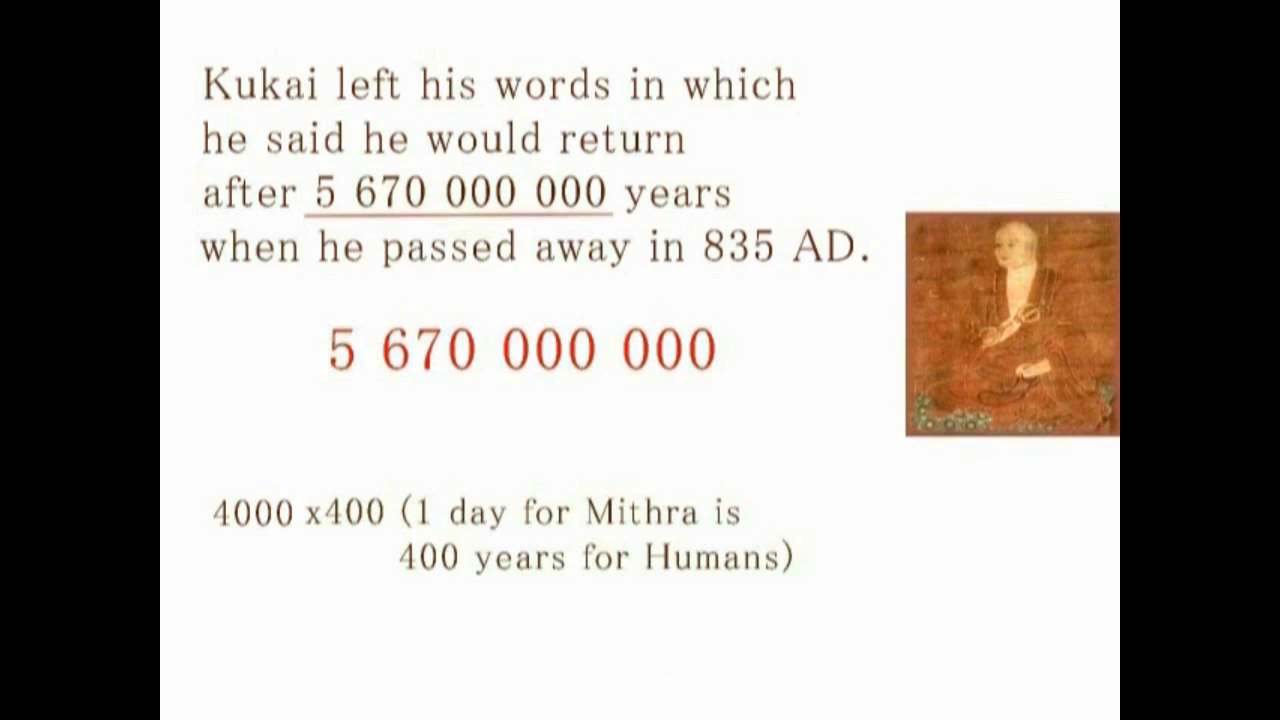 Kukai left his words in which
he said he would return
after 5 670 000 000 years
when he passed away in 835 AD.
5 670 000 000
4000 x400 (1 day for Mithra is
400 years for Humans)